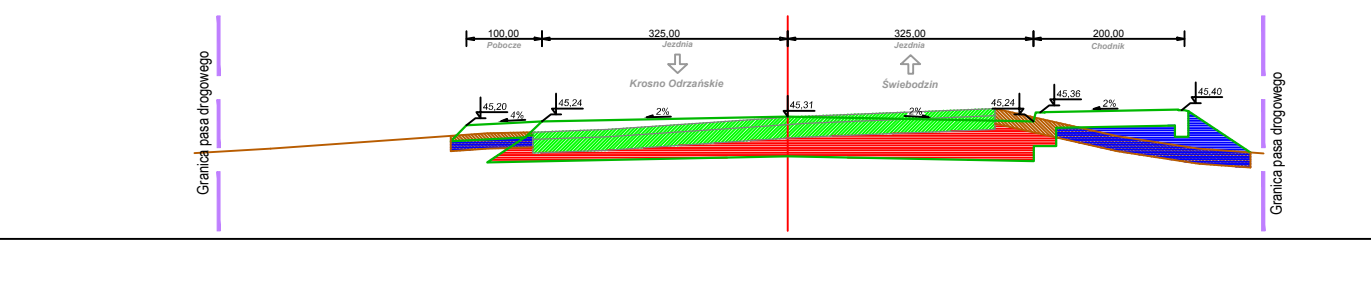 100,00 325,00 325,00 200,00
Pobocze Jezdnia Jezdnia Chodnik
Krosno Odrzańskie Świebodzin
45,20 45,24 45,31 45,24 45,36 45,40
4% 2% 2% 2%
Granica pasa drogowego
Granica pasa drogowego